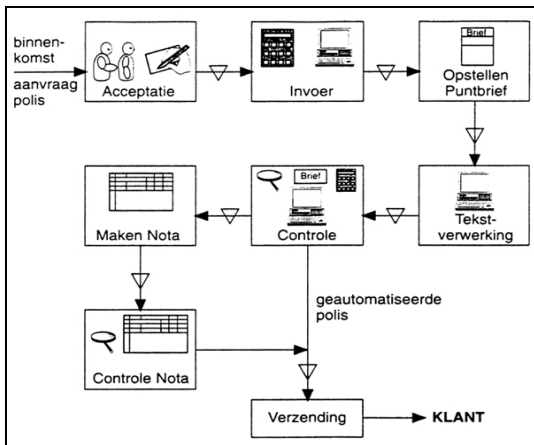 binnen-
komst
aanvraag
polis
Acceptatie
Invoer
Brief
Opstellen
Puntbrief
Maken Nota
Brief
Controle
Tekst-
verwerking
geautomatiseerde
polis
Controle Nota
Verzending
KLANT